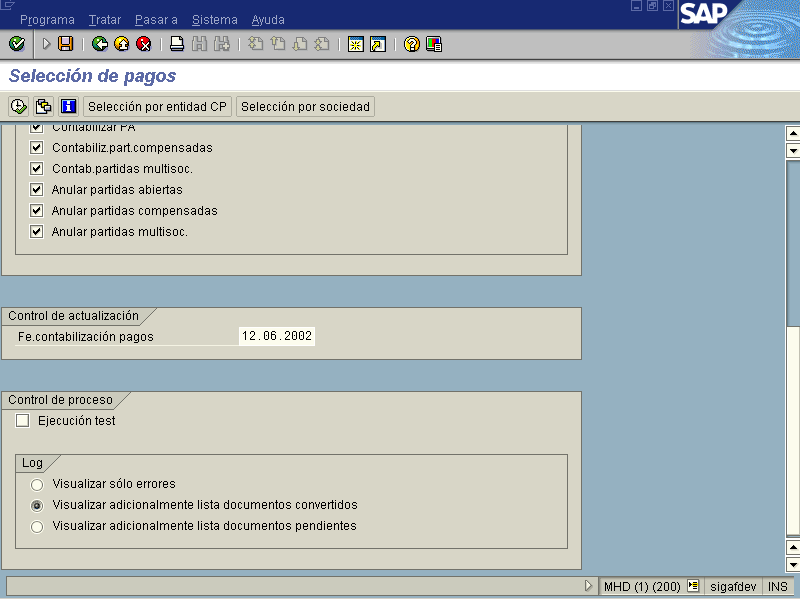 Programa Tratar Pasar a Sistema Ayuda
SAP
Selección de pagos
Selección por entidad CP Selección por sociedad
Contabilizar PA
Contabiliz.part.compensadas
Contab.partidas multisoc.
Anular partidas abiertas
Anular partidas compensadas
Anular partidas multisoc.
Control de actualización
Fe.contabilización pagos 12.06.2002
Control de proceso
Ejecución test
Log
Visualizar sólo errores
Visualizar adicionalmente lista documentos convertidos
Visualizar adicionalmente lista documentos pendientes
MHD (1) (200) sigafdev INS